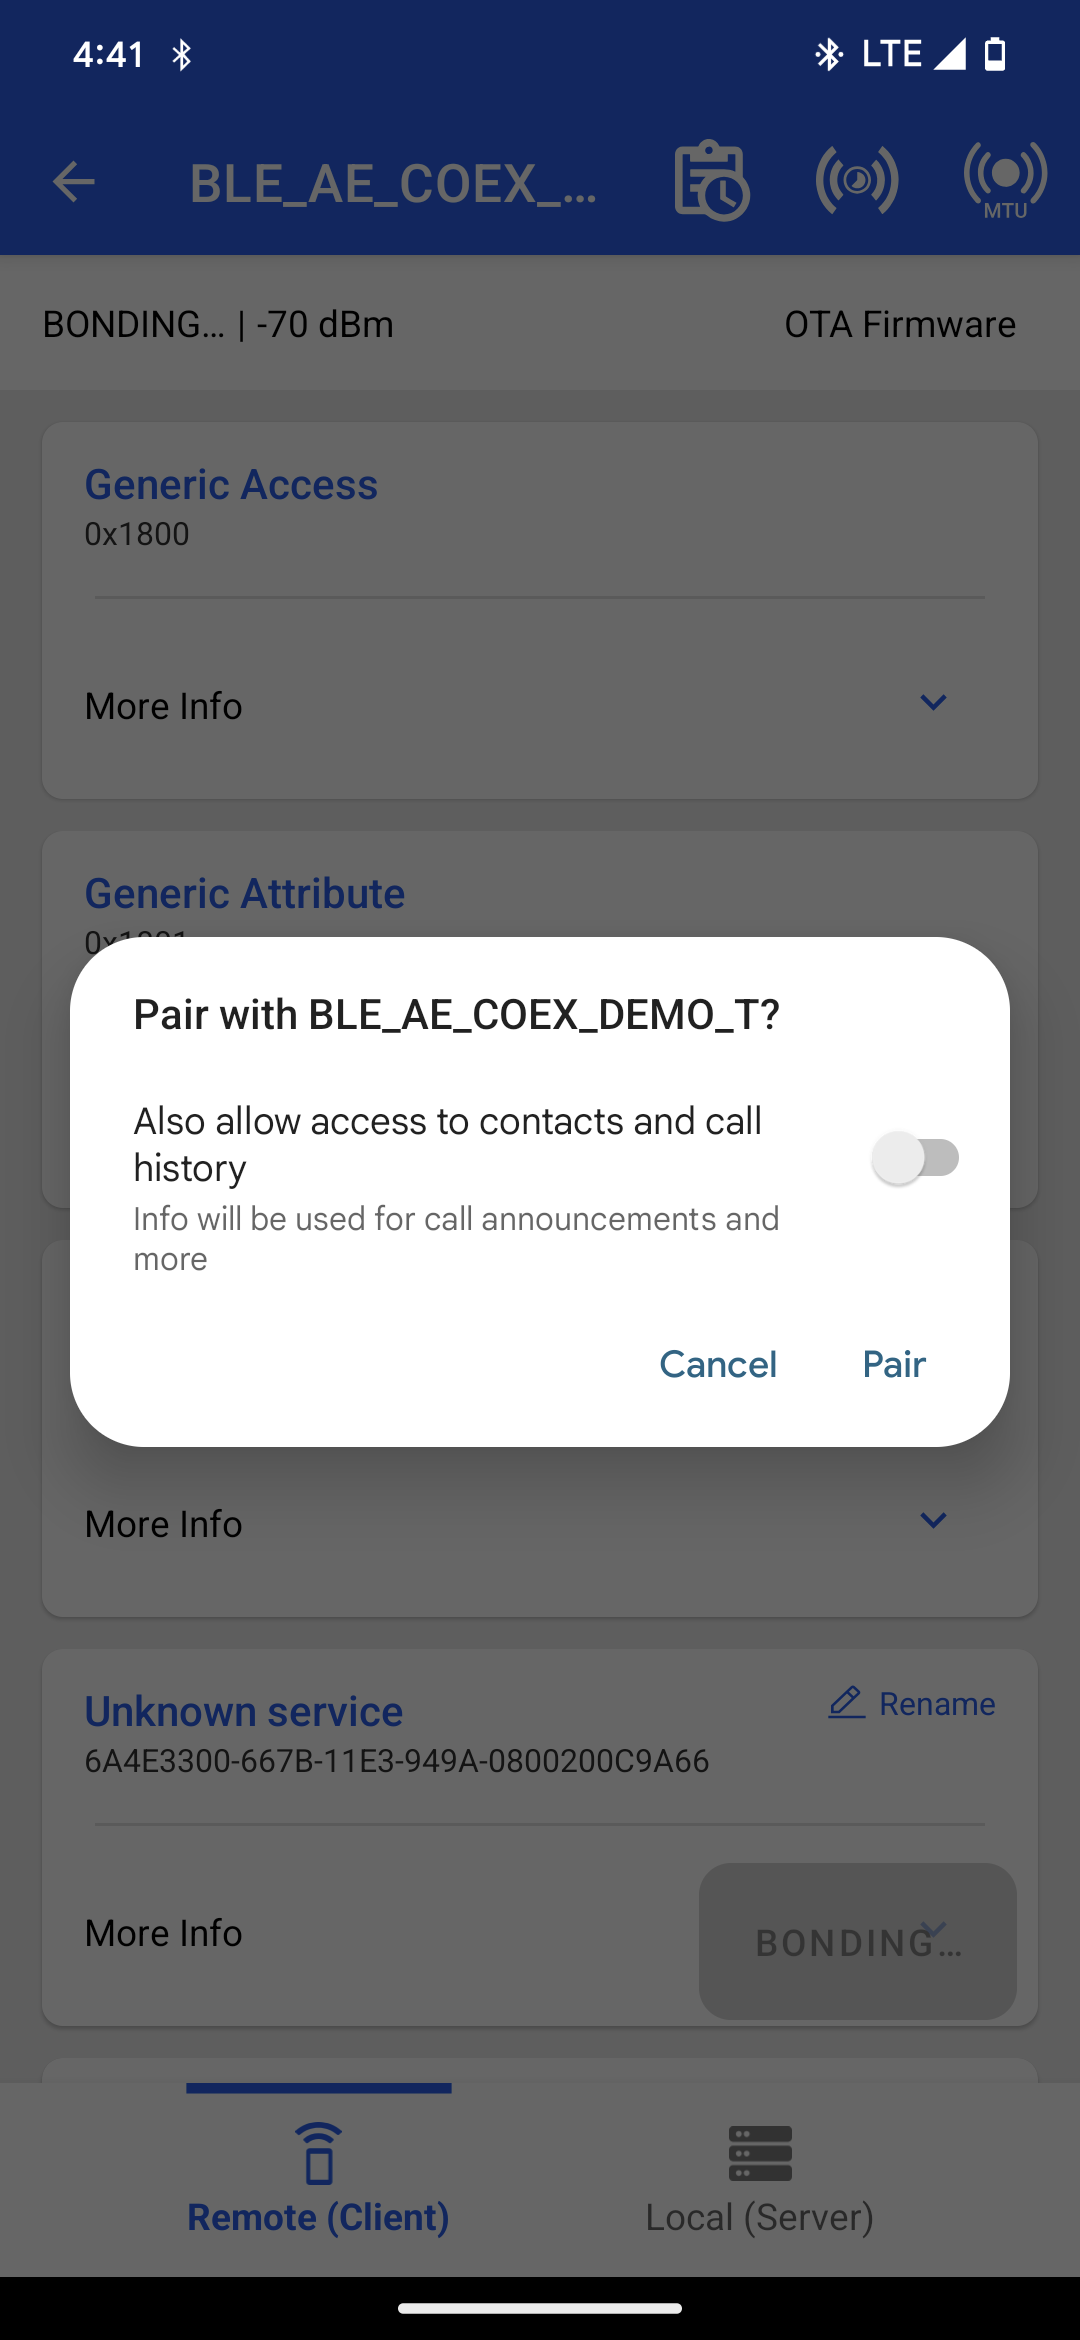 4:41
LTE
BLE_AE_COEX_...
MTU
BONDING... | -70 dBm
OTA Firmware
Generic Access
0x1800
More Info
Generic Attribute
Pair with BLE_AE_COEX_DEMO_T?
Also allow access to contacts and call
history
Info will be used for call announcements and
more
Cancel
Pair
More Info
Unknown service
Rename
6A4E3300-667B-11E3-949A-0800200C9A66
More Info
BONDING...
Remote (Client)
Local (Server)